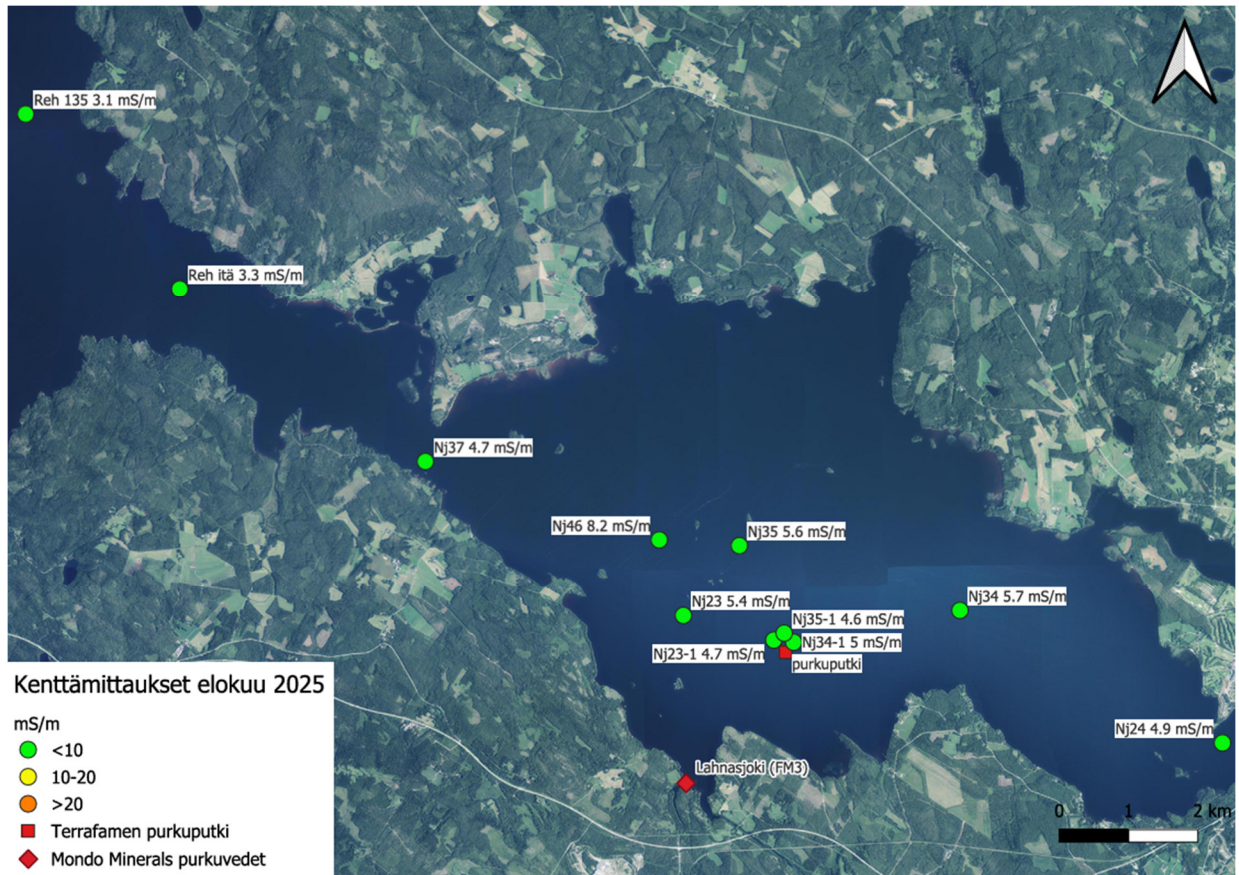 Reh 135 3.1 mS/m
Reh itä 3.3 mS/m
Nj37 4.7 mS/m
Nj46 8.2 mS/m
Nj35 5.6 mS/m
Nj23 5.4 mS/m
Nj34 5.7 mS/m
Nj35-1 4.6 mS/m
Nj34-1 5 mS/m
Nj23-1 4.7 mS/m
purkuputki
Nj24 4.9 mS/m
Lahnasjoki (FM3)
Kenttämittaukset elokuu 2025
mS/m
<10
10-20
>20
Terrafamen purkuputki
Mondo Minerals purkuvedet
0 1 2 km